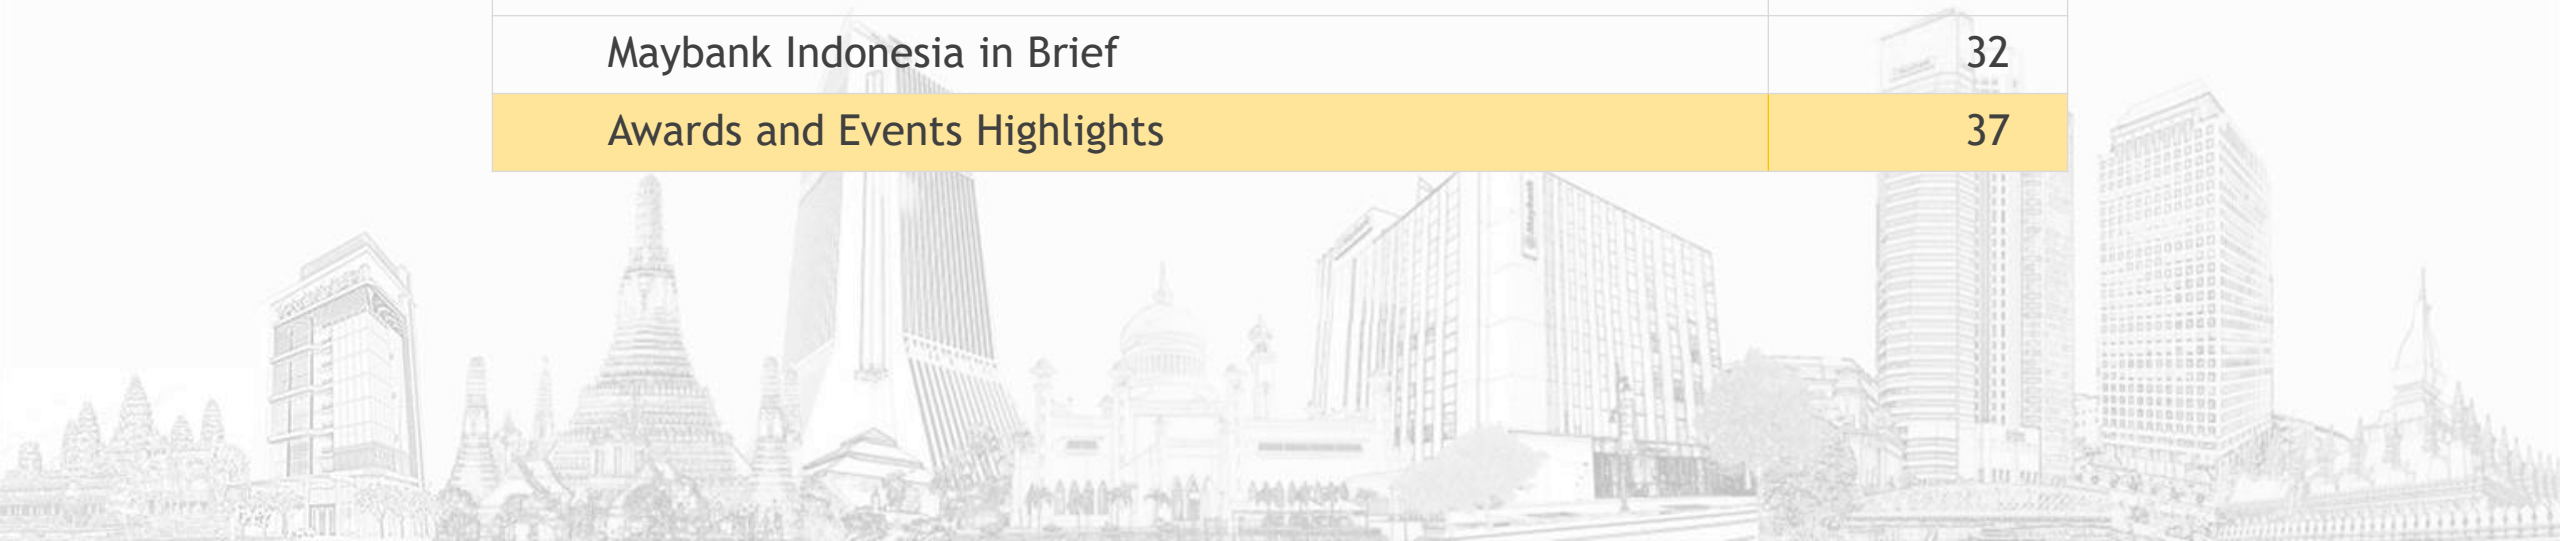 Maybank Indonesia in Brief 32
Awards and Events Highlights 37